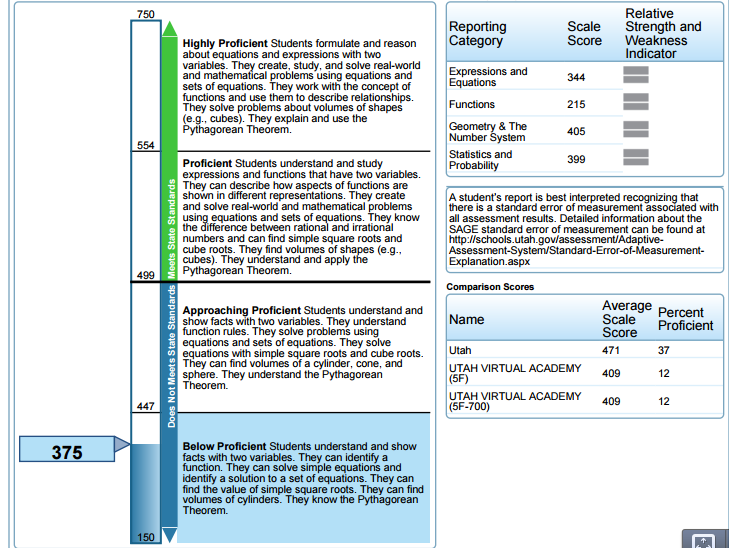 750
Highly Proficient Students formulate and reason
about equations and expressions with two
variables. They create, study, and solve real-world
and mathematical problems using equations and
sets of equations. They work with the concept of
functions and use them to describe relationships.
They solve problems about volumes of shapes
(e.g., cubes). They explain and use the
Pythagorean Theorem.
554
Proficient Students understand and study
expressions and functions that have two variables.
They can describe how aspects of functions are
shown in different representations. They create
and solve real-world and mathematical problems
using equations and sets of equations. They know
the difference between rational and irrational
numbers and can find simple square roots and
cube roots. They find volumes of shapes (e.g.,
cubes). They understand and apply the
Pythagorean Theorem.
Meets State Standards
499
Does Not Meets State Standards
Approaching Proficient Students understand and
show facts with two variables. They understand
function rules. They solve problems using
equations and sets of equations. They solve
equations with simple square roots and cube roots.
They can find volumes of a cylinder, cone, and
sphere. They understand the Pythagorean
Theorem.
447
375
Below Proficient Students understand and show
facts with two variables. They can identify a
function. They can solve simple equations and
identify a solution to a set of equations. They can
find the value of simple square roots. They can find
volumes of cylinders. They know the Pythagorean
Theorem.
150
Reporting Category Scale Score Relative Strength and Weakness Indicator
Expressions and Equations 344
Functions 215
Geometry & The Number System 405
Statistics and Probability 399
A student's report is best interpreted recognizing that
there is a standard error of measurement associated with
all assessment results. Detailed information about the
SAGE standard error of measurement can be found at
http://schools.utah.gov/assessment/Adaptive-
Assessment-System/Standard-Error-of-Measurement-
Explanation.aspx
Comparison Scores
Name Average Scale Score Percent Proficient
Utah 471 37
UTAH VIRTUAL ACADEMY (5F) 409 12
UTAH VIRTUAL ACADEMY (5F-700) 409 12